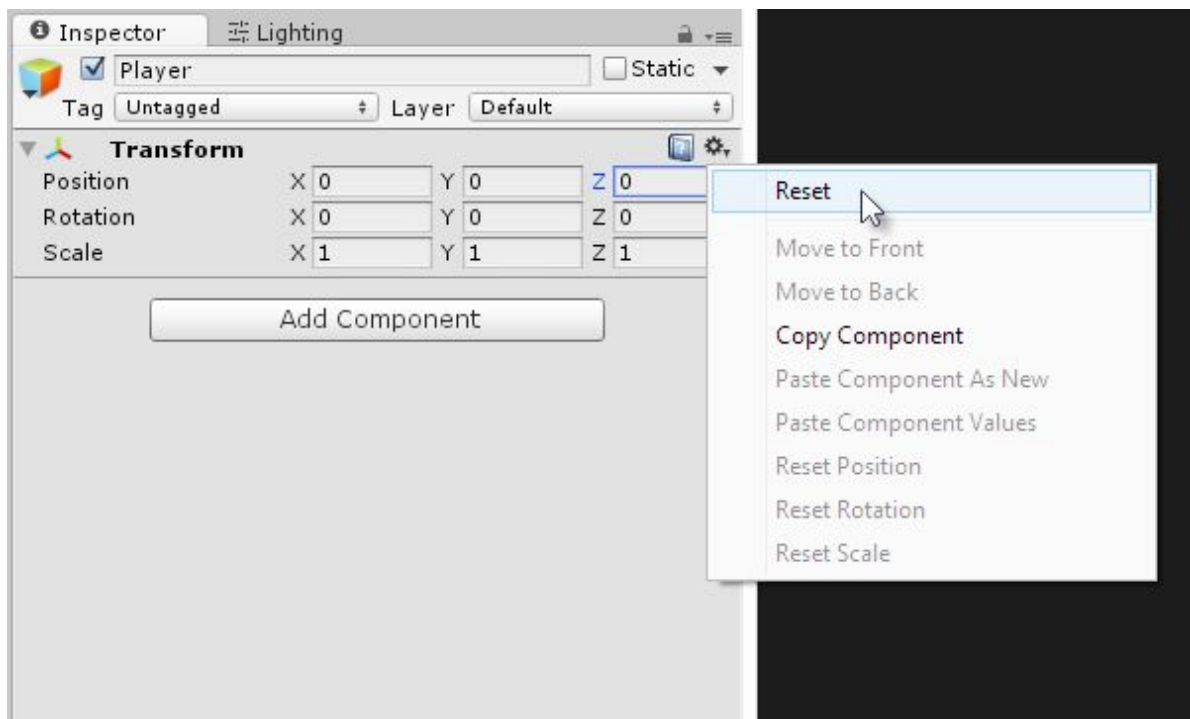 Inspector Lighting
Player Static
Tag Untagged Layer Default
Transform
Position X 0 Y 0 Z 0
Rotation X 0 Y 0 Z 0
Scale X 1 Y 1 Z 1
Add Component
Reset
Move to Front
Move to Back
Copy Component
Paste Component As New
Paste Component Values
Reset Position
Reset Rotation
Reset Scale